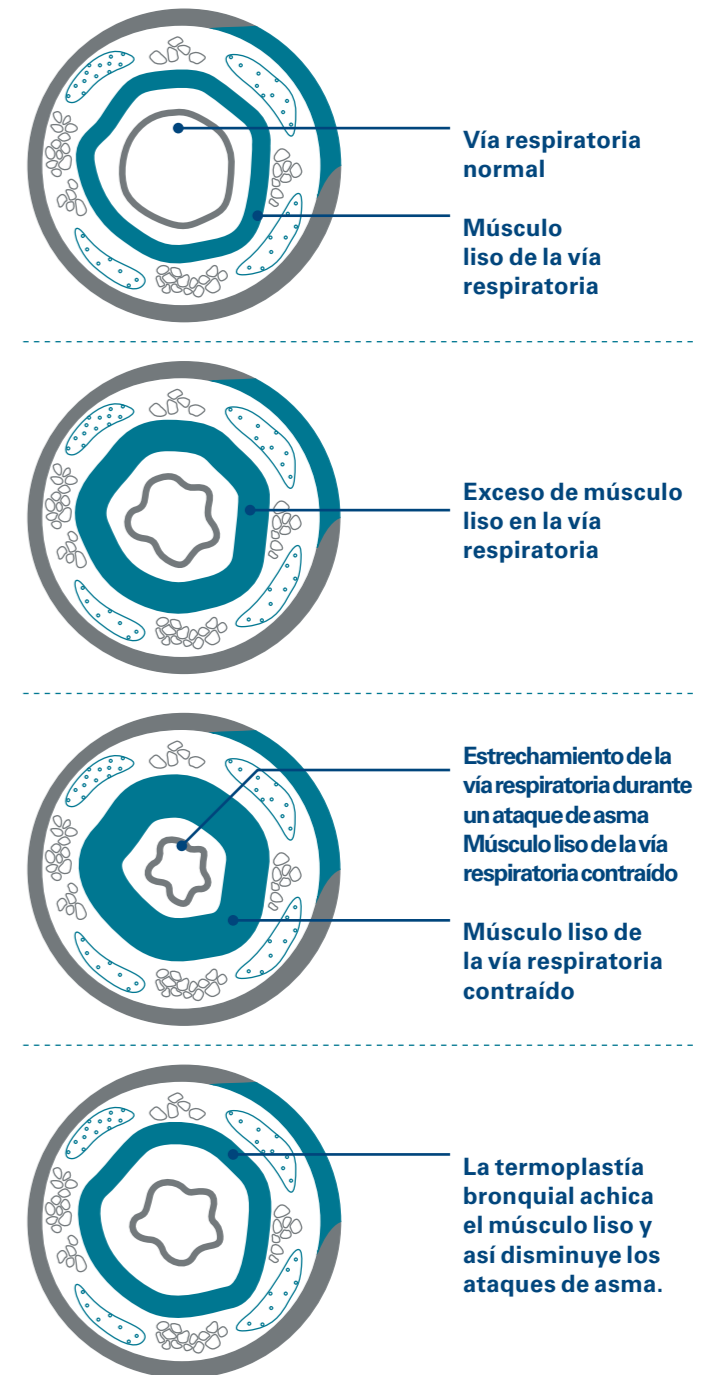 Vía respiratoria
normal
Músculo
liso de la vía
respiratoria
Exceso de músculo
liso en la vía
respiratoria
Estrechamiento de la
vía respiratoria durante
un ataque de asma
Músculo liso de la vía
respiratoria contraído
Músculo liso de
la vía respiratoria
contraído
La termoplastía
bronquial achica
el músculo liso y
así disminuye los
ataques de asma.